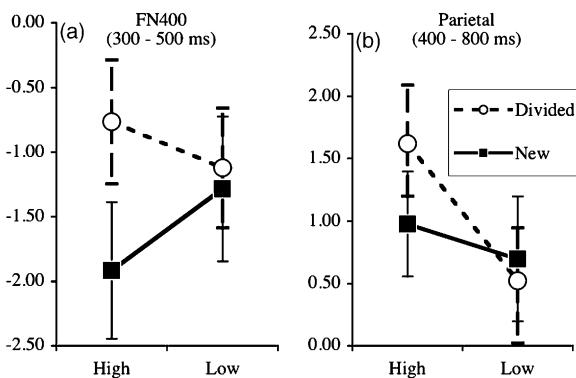 (a)
FN400
(300 - 500 ms)
0.00
-0.50
-1.00
-1.50
-2.00
-2.50
High
Low
(b)
Parietal
(400 - 800 ms)
2.50
2.00
1.50
1.00
0.50
0.00
High
Low
Divided
New